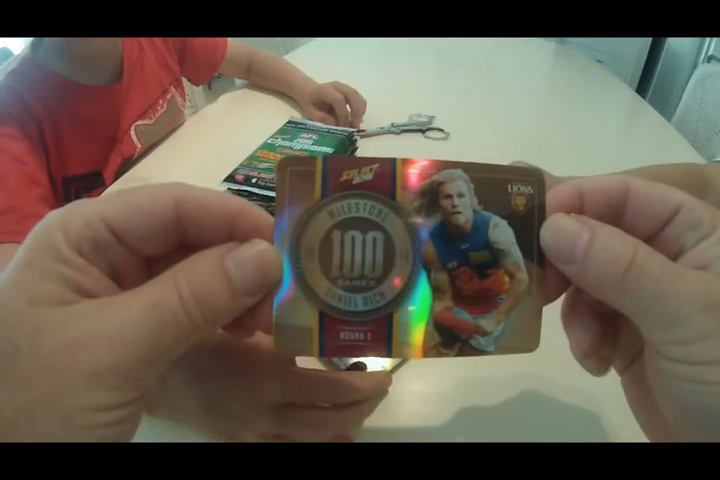 AFL
Champions
SELECT
MILESTONE
100
GAMES
DANIEL RICH
ROUND 3
LIONS